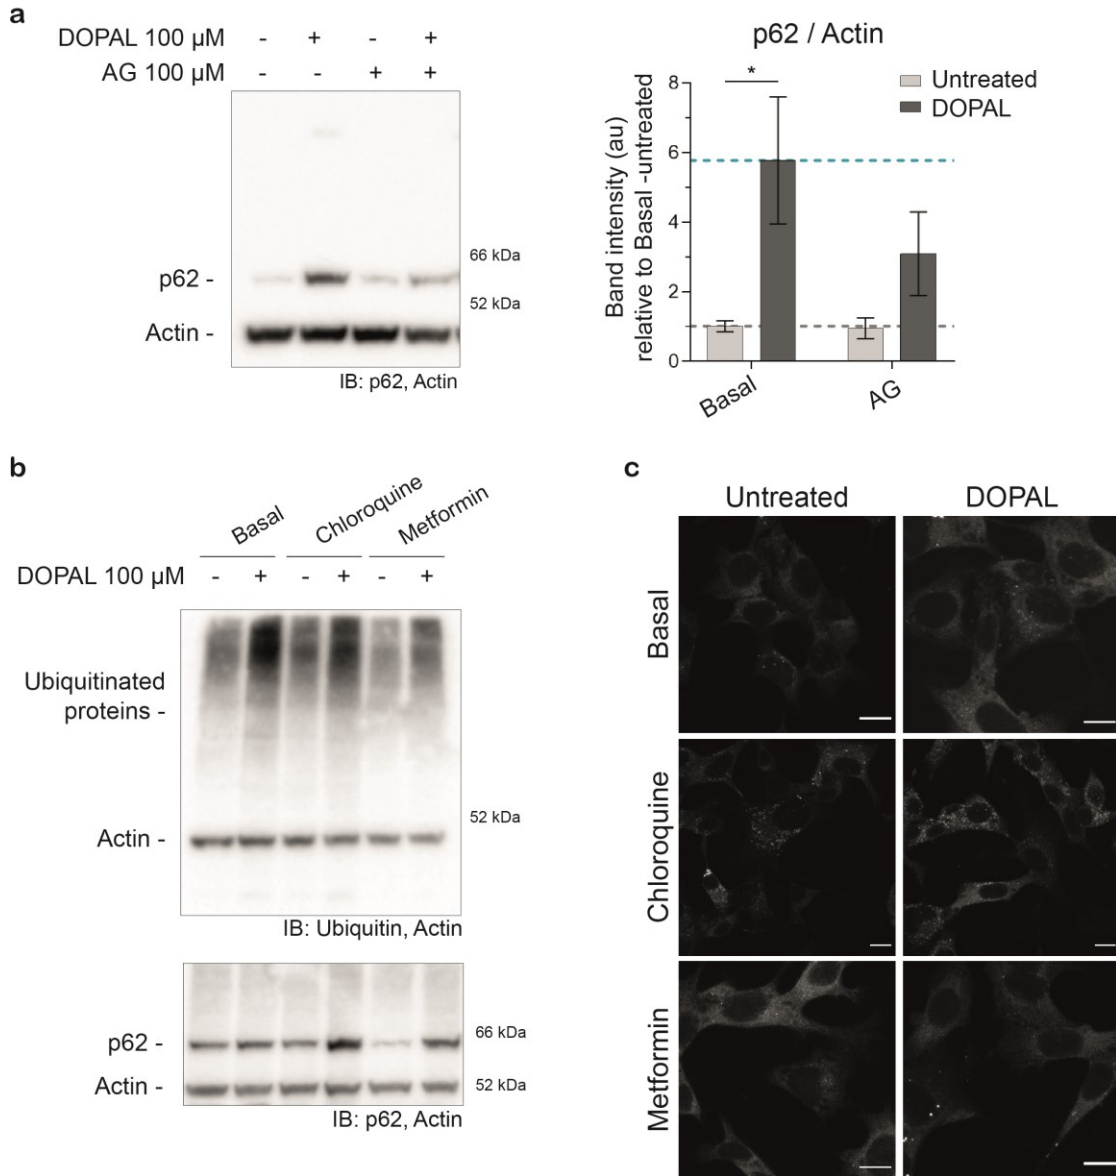 a
DOPAL 100 µM - + - +
AG 100 µM - - + +
66 kDa
p62 -
52 kDa
Actin -
IB: p62, Actin
p62 / Actin
Untreated
DOPAL
Band intensity (au)
relative to Basal -untreated
8
6
4
2
0
*
Basal
AG
b
Basal
Chloroquine
Metformin
DOPAL 100 µM - + - + - +
Ubiquitinated
proteins -
52 kDa
Actin -
IB: Ubiquitin, Actin
66 kDa
p62 -
Actin -
52 kDa
IB: p62, Actin
c
Untreated
DOPAL
Basal
Chloroquine
Metformin